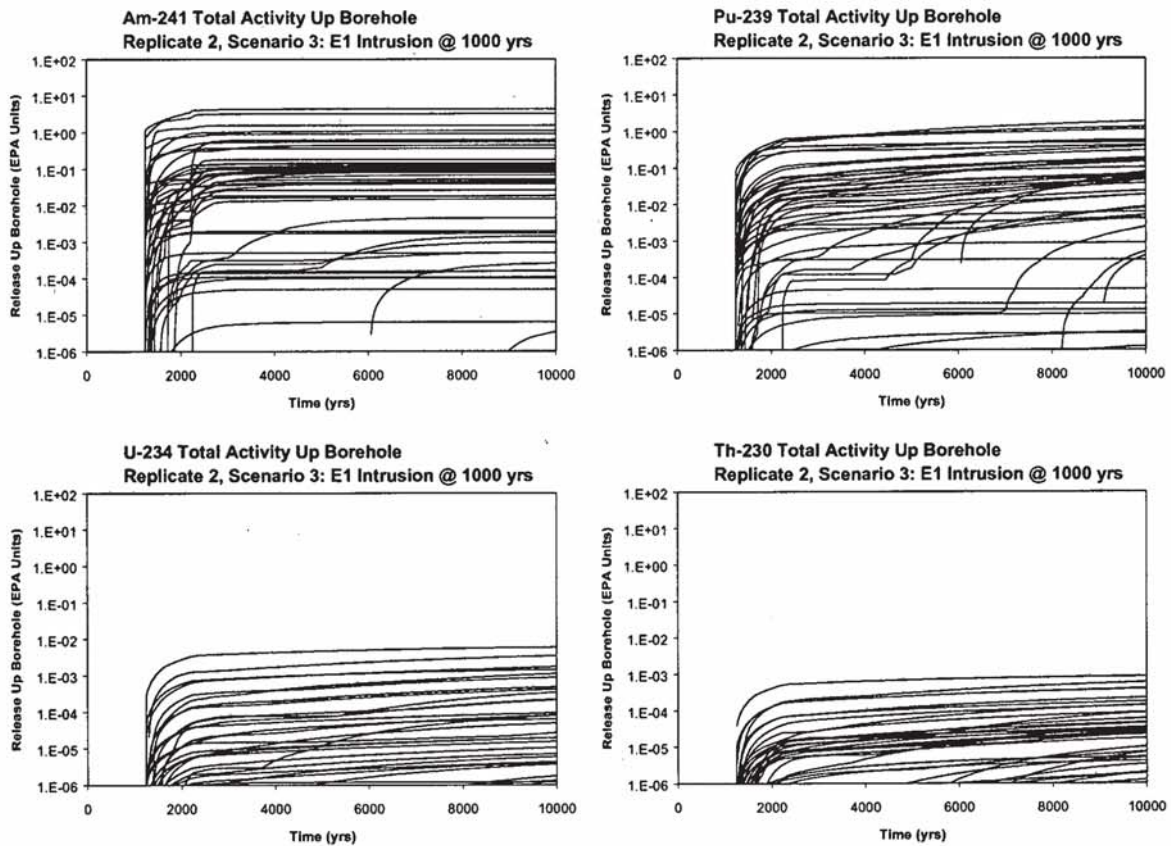 Am-241 Total Activity Up Borehole
Replicate 2, Scenario 3: E1 Intrusion @ 1000 yrs
Release Up Borehole (EPA Units)
1.E+02
1.E+01
1.E+00
1.E-01
1.E-02
1.E-03
1.E-04
1.E-05
1.E-06
0 2000 4000 6000 8000 10000
Time (yrs)
Pu-239 Total Activity Up Borehole
Replicate 2, Scenario 3: E1 Intrusion @ 1000 yrs
Release Up Borehole (EPA Units)
1.E+02
1.E+01
1.E+00
1.E-01
1.E-02
1.E-03
1.E-04
1.E-05
1.E-06
0 2000 4000 6000 8000 10000
Time (yrs)
U-234 Total Activity Up Borehole
Replicate 2, Scenario 3: E1 Intrusion @ 1000 yrs
Release Up Borehole (EPA Units)
1.E+02
1.E+01
1.E+00
1.E-01
1.E-02
1.E-03
1.E-04
1.E-05
1.E-06
0 2000 4000 6000 8000 10000
Time (yrs)
Th-230 Total Activity Up Borehole
Replicate 2, Scenario 3: E1 Intrusion @ 1000 yrs
Release Up Borehole (EPA Units)
1.E+02
1.E+01
1.E+00
1.E-01
1.E-02
1.E-03
1.E-04
1.E-05
1.E-06
0 2000 4000 6000 8000 10000
Time (yrs)